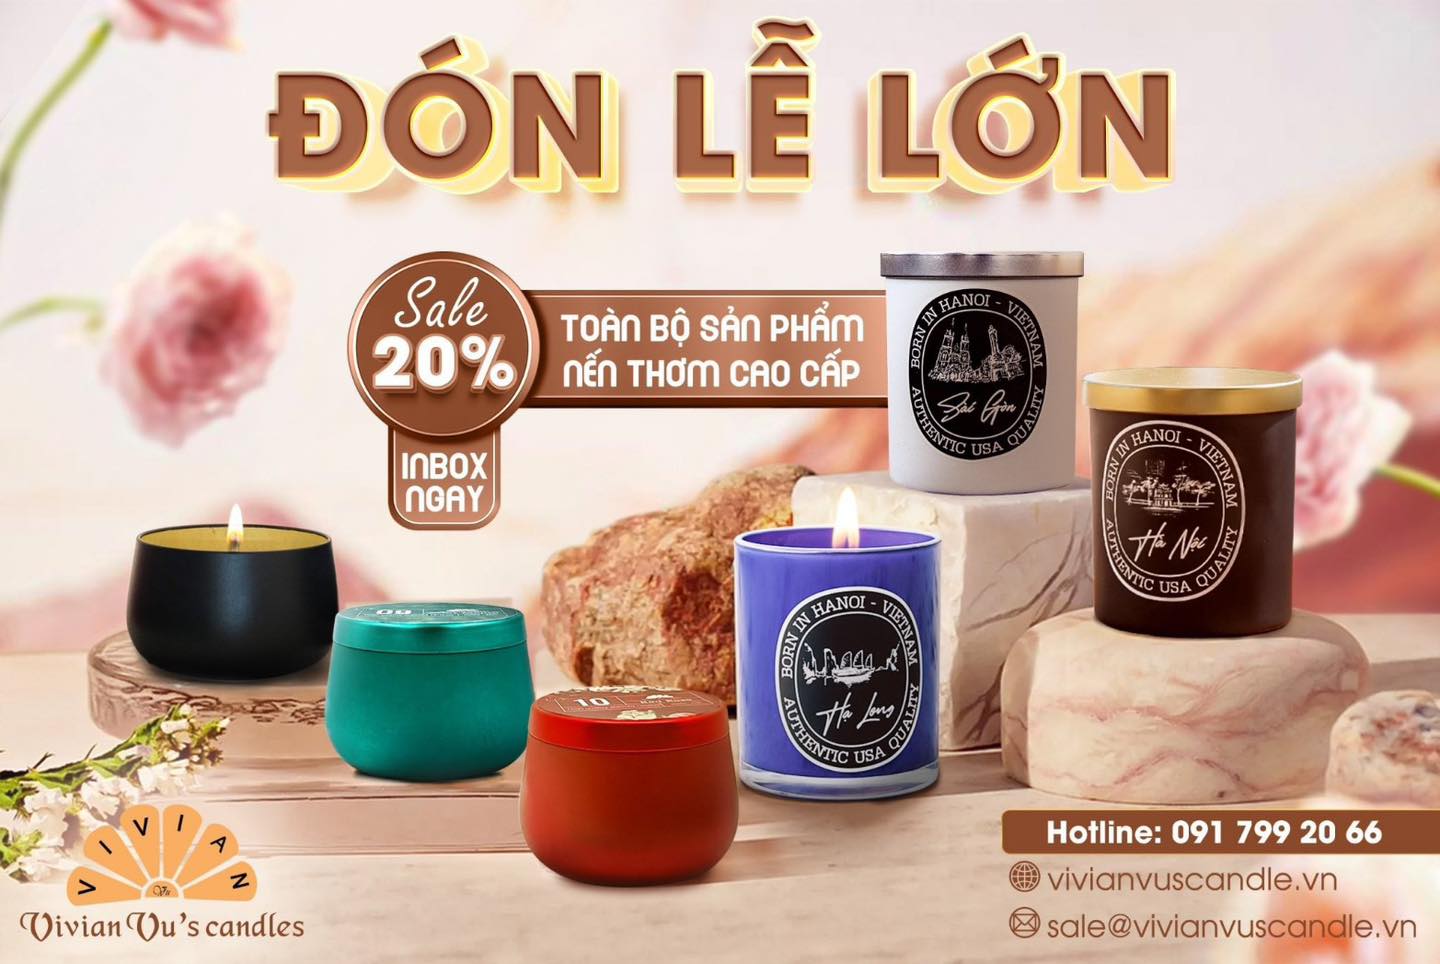 ĐÓN LỄ LỚN
Sale
20%
TOÀN BỘ SẢN PHẨM
NẾN THƠM CAO CẤP
INBOX
NGAY
BORN IN HANOI - VIETNAM
Sài Gòn
AUTHENTIC USA QUALITY
BORN IN HANOI - VIETNAM
Hà Nội
AUTHENTIC USA QUALITY
BORN IN HANOI - VIETNAM
Hạ Long
AUTHENTIC USA QUALITY
09
10
VIVIAN
Vu
Vivian Vu's candles
Hotline: 091 799 20 66
vivianvuscandle.vn
sale@vivianvuscandle.vn